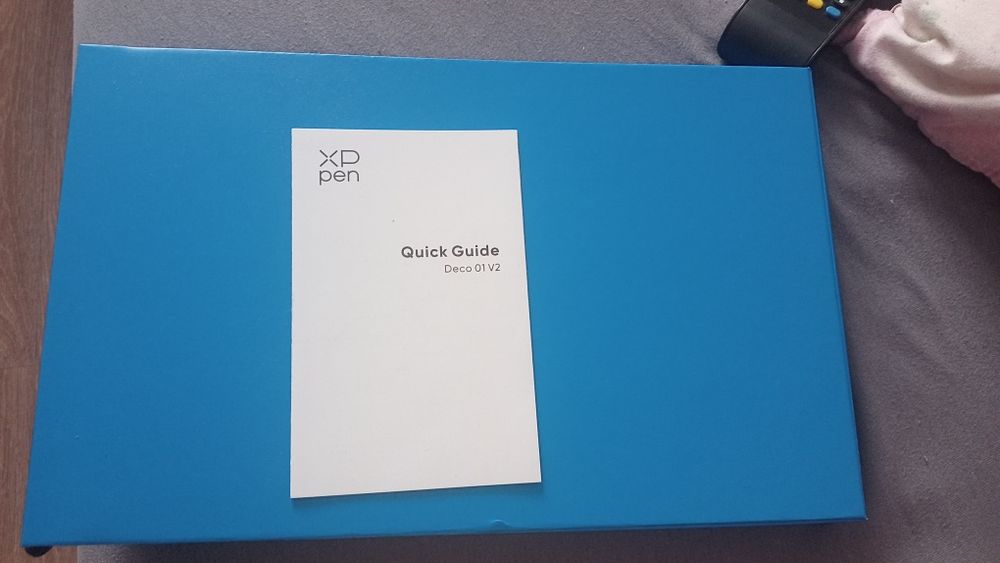 XP
pen
Quick Guide
Deco 01 V2